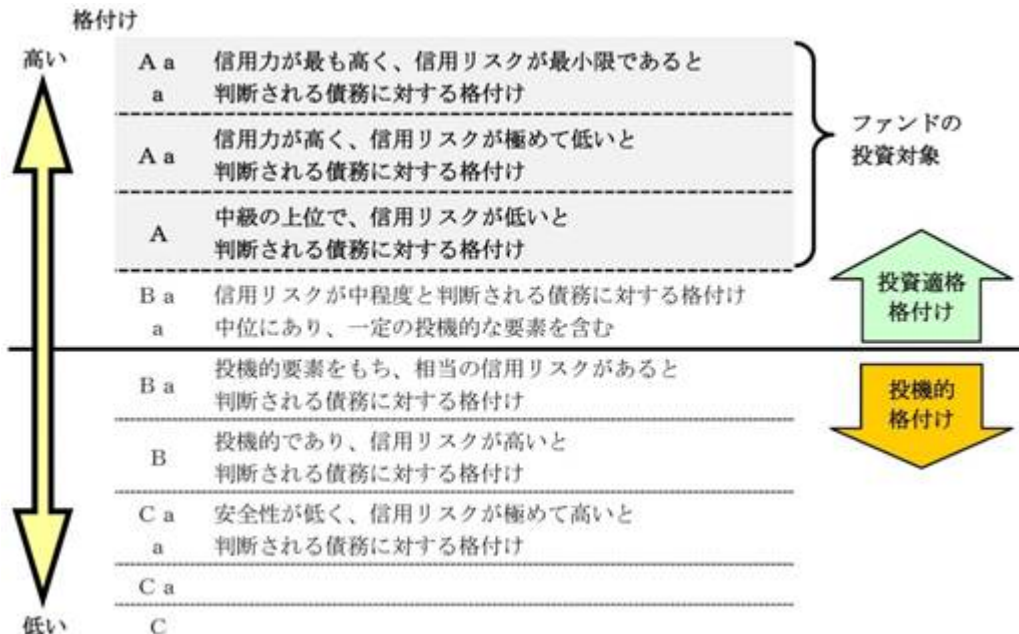 格付け
高い
Aa
a
信用力が最も高く、信用リスクが最小限であると
判断される債務に対する格付け
Aa
信用力が高く、信用リスクが極めて低いと
判断される債務に対する格付け
A
中級の上位で、信用リスクが低いと
判断される債務に対する格付け
ファンドの
投資対象
Ba
a
信用リスクが中程度と判断される債務に対する格付け
中位にあり、一定の投機的な要素を含む
投資適格
格付け
Ba
投機的要素をもち、相当の信用リスクがあると
判断される債務に対する格付け
投機的
格付け
B
投機的であり、信用リスクが高いと
判断される債務に対する格付け
Ca
a
安全性が低く、信用リスクが極めて高いと
判断される債務に対する格付け
Ca
低い
C